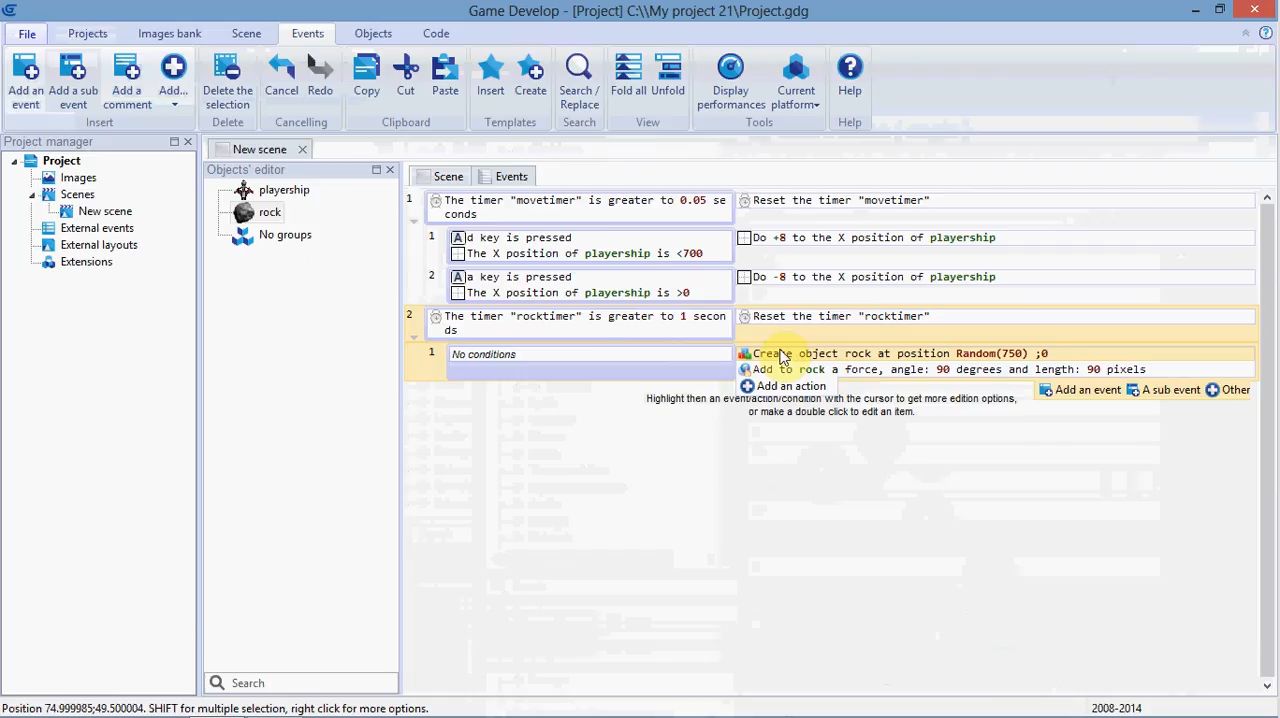 Game Develop - [Project] C:\\My project 21\Project.gdg
File Projects Images bank Scene Events Objects Code
Add an event
Add a sub event
Add a comment
Add...
Delete the selection
Cancel
Redo
Copy
Cut
Paste
Insert
Create
Search / Replace
Fold all
Unfold
Display performances
Current platform
Help
Insert Delete Cancelling Clipboard Templates Search View Tools Help
Project manager
Project
Images
Scenes
New scene
External events
External layouts
Extensions
New scene
Objects' editor
playership
rock
No groups
Search
Scene Events
1 The timer "movetimer" is greater to 0.05 se
conds
Reset the timer "movetimer"
1 A d key is pressed
The X position of playership is <700
Do +8 to the X position of playership
2 A a key is pressed
The X position of playership is >0
Do -8 to the X position of playership
2 The timer "rocktimer" is greater to 1 secon
ds
Reset the timer "rocktimer"
1 No conditions
Create object rock at position Random(750) ;0
Add to rock a force, angle: 90 degrees and length: 90 pixels
Add an action
Add an event A sub event Other
Highlight then an event/action/condition with the cursor to get more edition options,
or make a double click to edit an item.
Position 74.999985;49.500004. SHIFT for multiple selection, right click for more options.
2008-2014